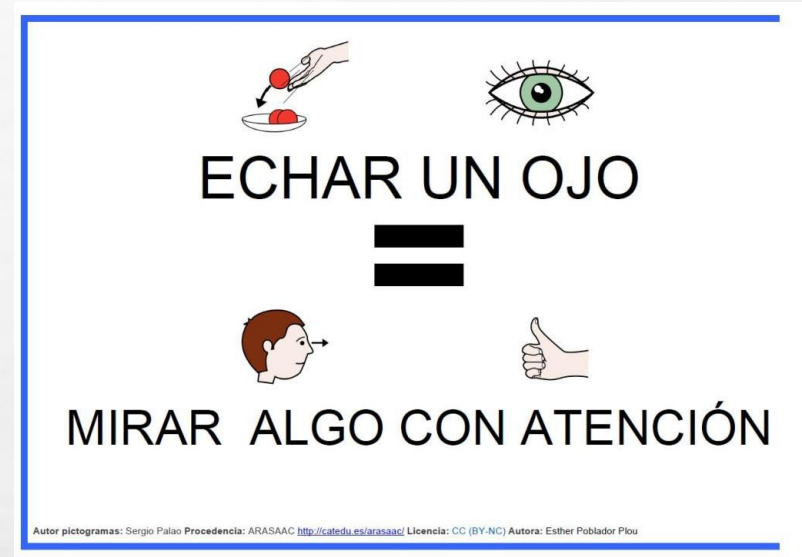 ECHAR UN OJO
=
MIRAR ALGO CON ATENCIÓN
Autor pictogramas: Sergio Palao Procedencia: ARASAAC http://catedu.es/arasaac/ Licencia: CC (BY-NC) Autora: Esther Poblador Plou